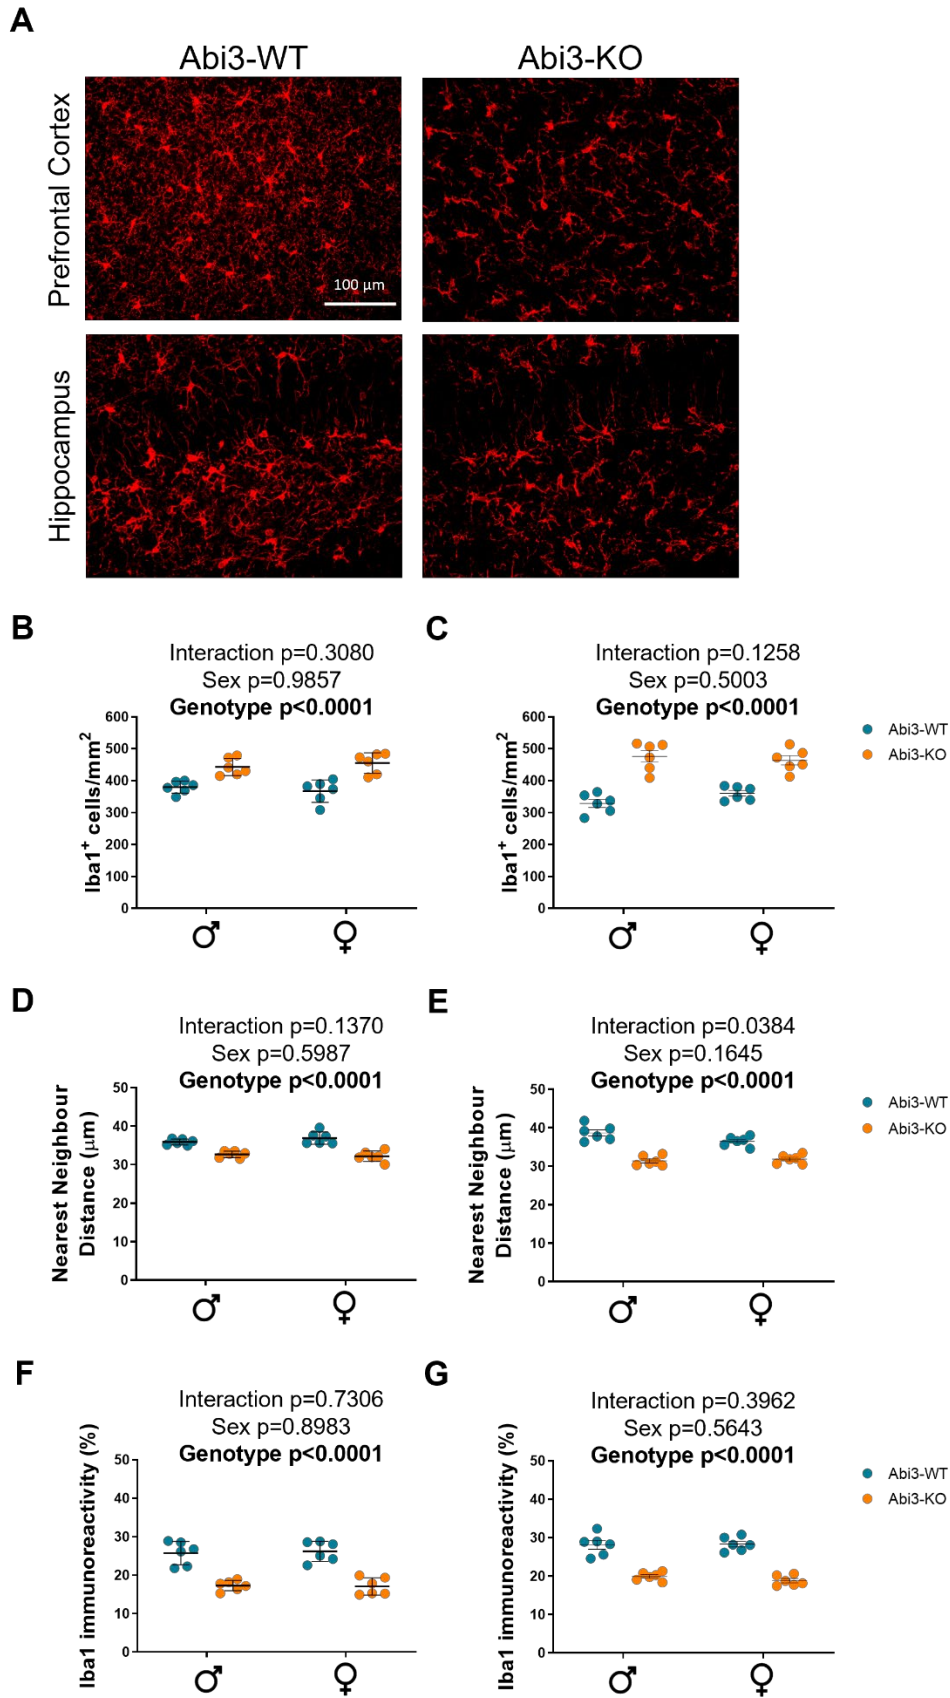 A
Abi3-WT
Abi3-KO
Prefrontal Cortex
100 µm
Hippocampus
B
Interaction p=0.3080
Sex p=0.9857
Genotype p<0.0001
Iba1+ cells/mm2
600
500
400
300
200
100
0
♂
♀
C
Interaction p=0.1258
Sex p=0.5003
Genotype p<0.0001
Iba1+ cells/mm2
600
500
400
300
200
100
0
♂
♀
Abi3-WT
Abi3-KO
D
Interaction p=0.1370
Sex p=0.5987
Genotype p<0.0001
Nearest Neighbour
Distance (µm)
50
40
30
20
10
0
♂
♀
E
Interaction p=0.0384
Sex p=0.1645
Genotype p<0.0001
Nearest Neighbour
Distance (µm)
50
40
30
20
10
0
♂
♀
Abi3-WT
Abi3-KO
F
Interaction p=0.7306
Sex p=0.8983
Genotype p<0.0001
Iba1 immunoreactivity (%)
50
40
30
20
10
0
♂
♀
G
Interaction p=0.3962
Sex p=0.5643
Genotype p<0.0001
Iba1 immunoreactivity (%)
50
40
30
20
10
0
♂
♀
Abi3-WT
Abi3-KO